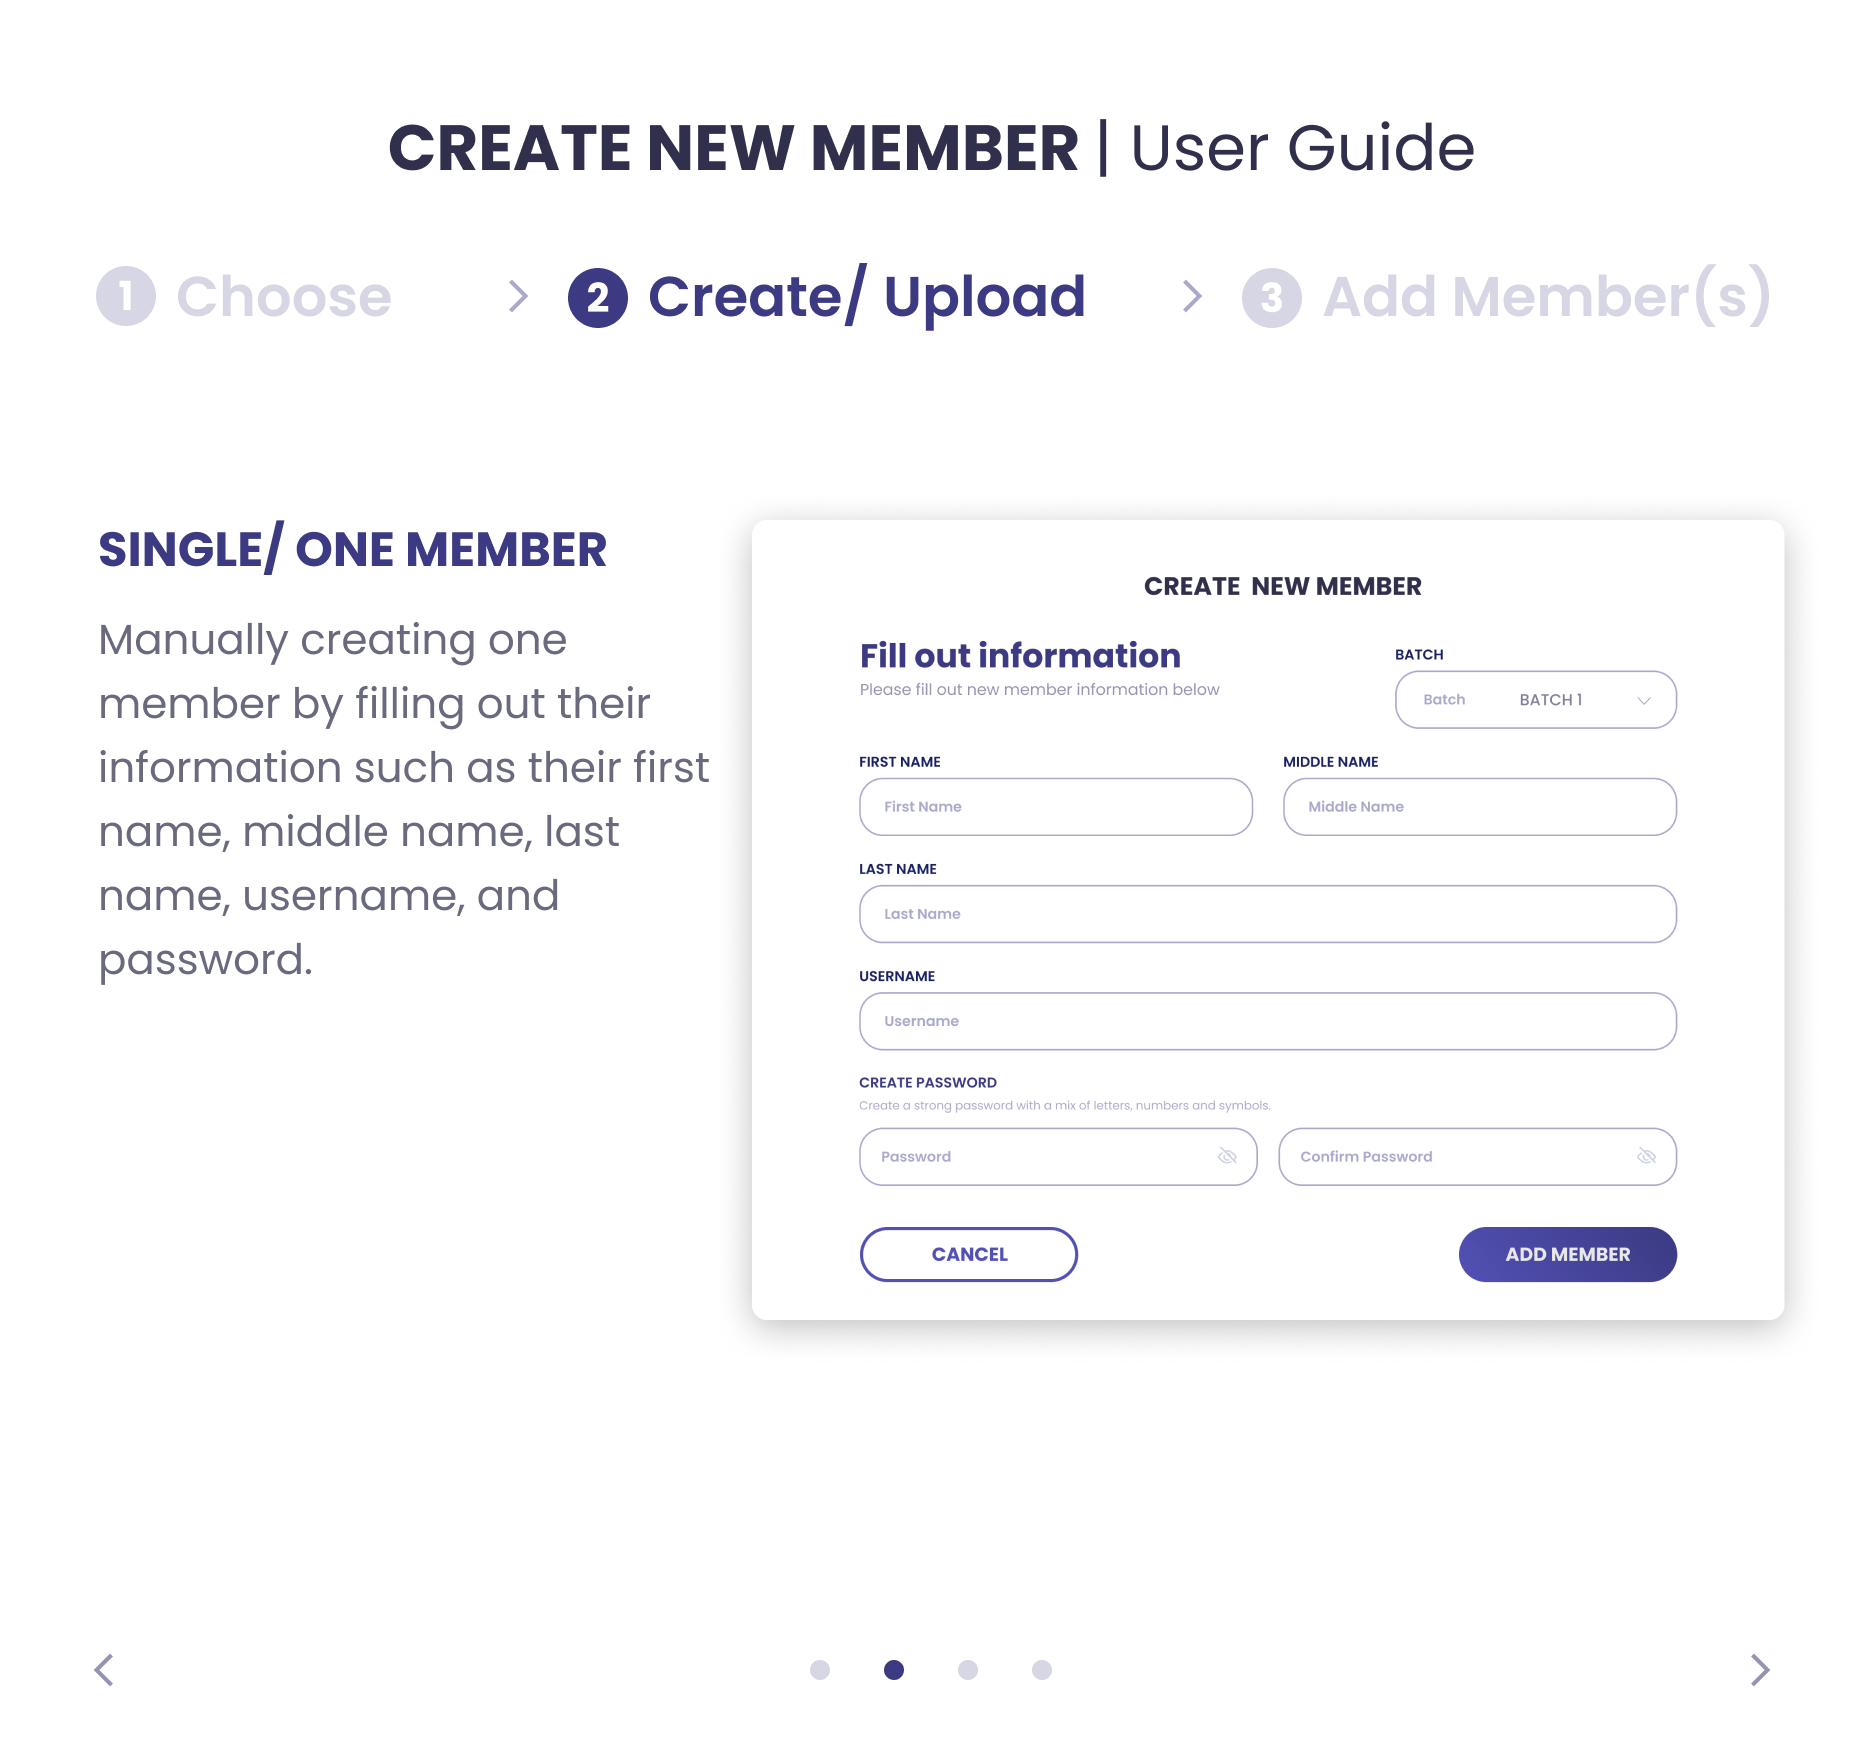 CREATE NEW MEMBER | User Guide
1 Choose > 2 Create/ Upload > 3 Add Member(s)
SINGLE/ ONE MEMBER
Manually creating one
member by filling out their
information such as their first
name, middle name, last
name, username, and
password.
CREATE NEW MEMBER
Fill out information
Please fill out new member information below
BATCH
Batch BATCH 1
FIRST NAME
First Name
MIDDLE NAME
Middle Name
LAST NAME
Last Name
USERNAME
Username
CREATE PASSWORD
Create a strong password with a mix of letters, numbers and symbols.
Password
Confirm Password
CANCEL
ADD MEMBER